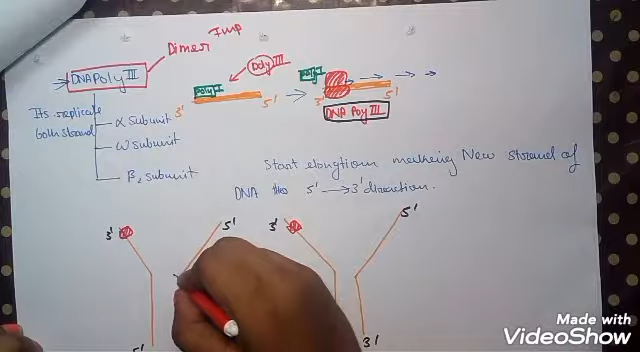 Imp
Dimer
DNA Poly III
Its replicate
both strand
α Subunit
ω subunit
β₂ subunit
Poly III
Poly I
3'
5'
Poly I
3'
5'
DNA Poly III
Start elongtion making New strand of
DNA 5' → 3' direction.
3'
5'
5'
3'
5'
3'
Made with
VideoShow